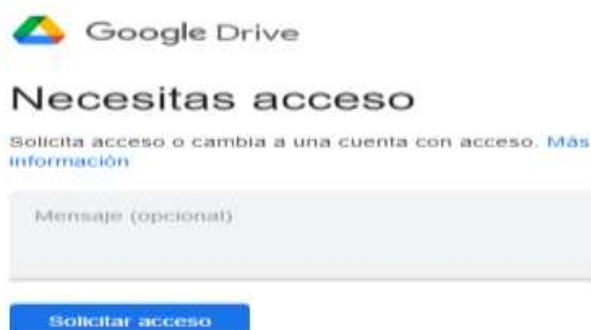 Google Drive
Necesitas acceso
Solicita acceso o cambia a una cuenta con acceso. Más
información
Mensaje (opcional)
Solicitar acceso